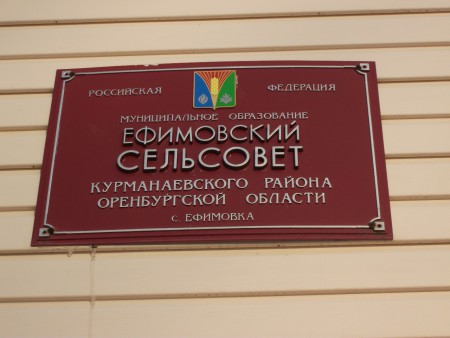 РОССИЙСКАЯ ФЕДЕРАЦИЯ
МУНИЦИПАЛЬНОЕ ОБРАЗОВАНИЕ
ЕФИМОВСКИЙ
СЕЛЬСОВЕТ
КУРМАНАЕВСКОГО РАЙОНА
ОРЕНБУРГСКОЙ ОБЛАСТИ
С. ЕФИМОВКА